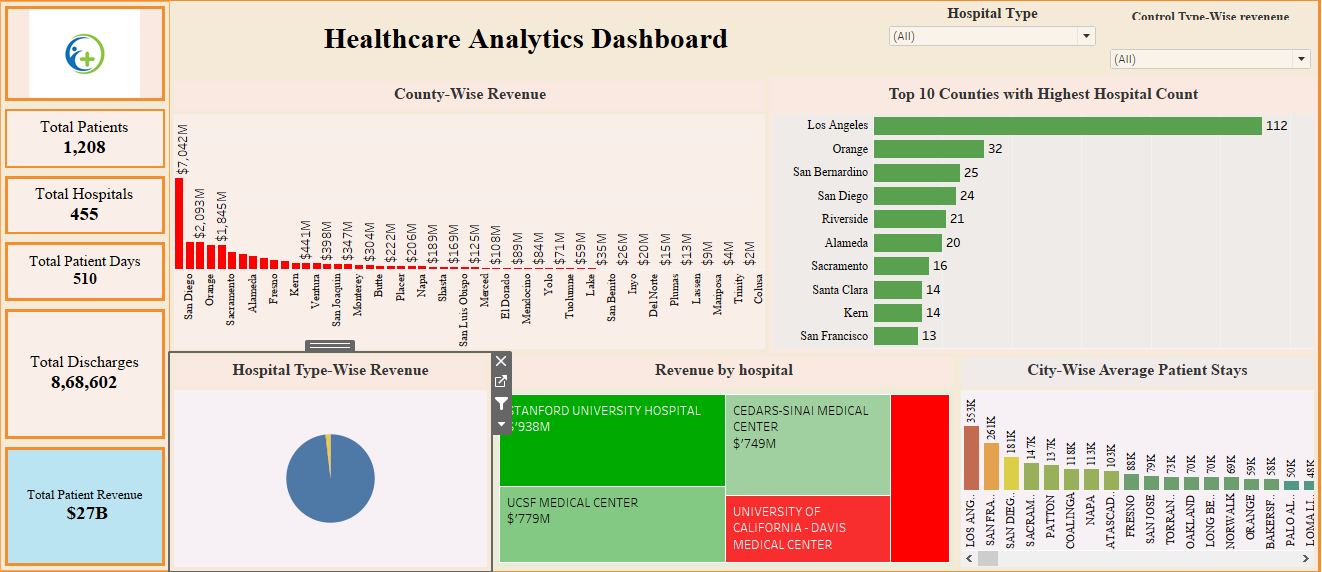 Healthcare Analytics Dashboard
Hospital Type
(All)
Control Type-Wise reveneue
(All)
Total Patients
1,208
Total Hospitals
455
Total Patient Days
510
Total Discharges
8,68,602
Total Patient Revenue
$27B
County-Wise Revenue
$7,042M
$2,093M
$1,845M
$441M
$398M
$347M
$304M
$222M
$206M
$189M
$169M
$125M
$108M
$89M
$84M
$71M
$59M
$35M
$26M
$20M
$15M
$13M
$9M
$4M
$2M
San Diego
Orange
Sacramento
Alameda
Fresno
Kern
Ventura
San Joaquin
Monterey
Butte
Placer
Napa
Shasta
San Luis Obispo
Merced
El Dorado
Mendocino
Yolo
Tuolumne
Lake
San Benito
Inyo
Del Norte
Plumas
Lassen
Mariposa
Trinity
Colusa
Top 10 Counties with Highest Hospital Count
Los Angeles 112
Orange 32
San Bernardino 25
San Diego 24
Riverside 21
Alameda 20
Sacramento 16
Santa Clara 14
Kern 14
San Francisco 13
Hospital Type-Wise Revenue
Revenue by hospital
STANFORD UNIVERSITY HOSPITAL
$'938M
UCSF MEDICAL CENTER
$'779M
CEDARS-SINAI MEDICAL
CENTER
$'749M
UNIVERSITY OF
CALIFORNIA - DAVIS
MEDICAL CENTER
City-Wise Average Patient Stays
353K
261K
181K
147K
137K
118K
113K
103K
88K
79K
73K
70K
70K
69K
59K
58K
50K
48K
LOS ANG..
SAN FRA..
SAN DIEG..
SACRAM..
PATTON
COALINGA
NAPA
ATASCAD..
FRESNO
SAN JOSE
TORRAN..
OAKLAND
LONG BE..
NORWALK
ORANGE
BAKERSF..
PALO AL..
LOMA LI..